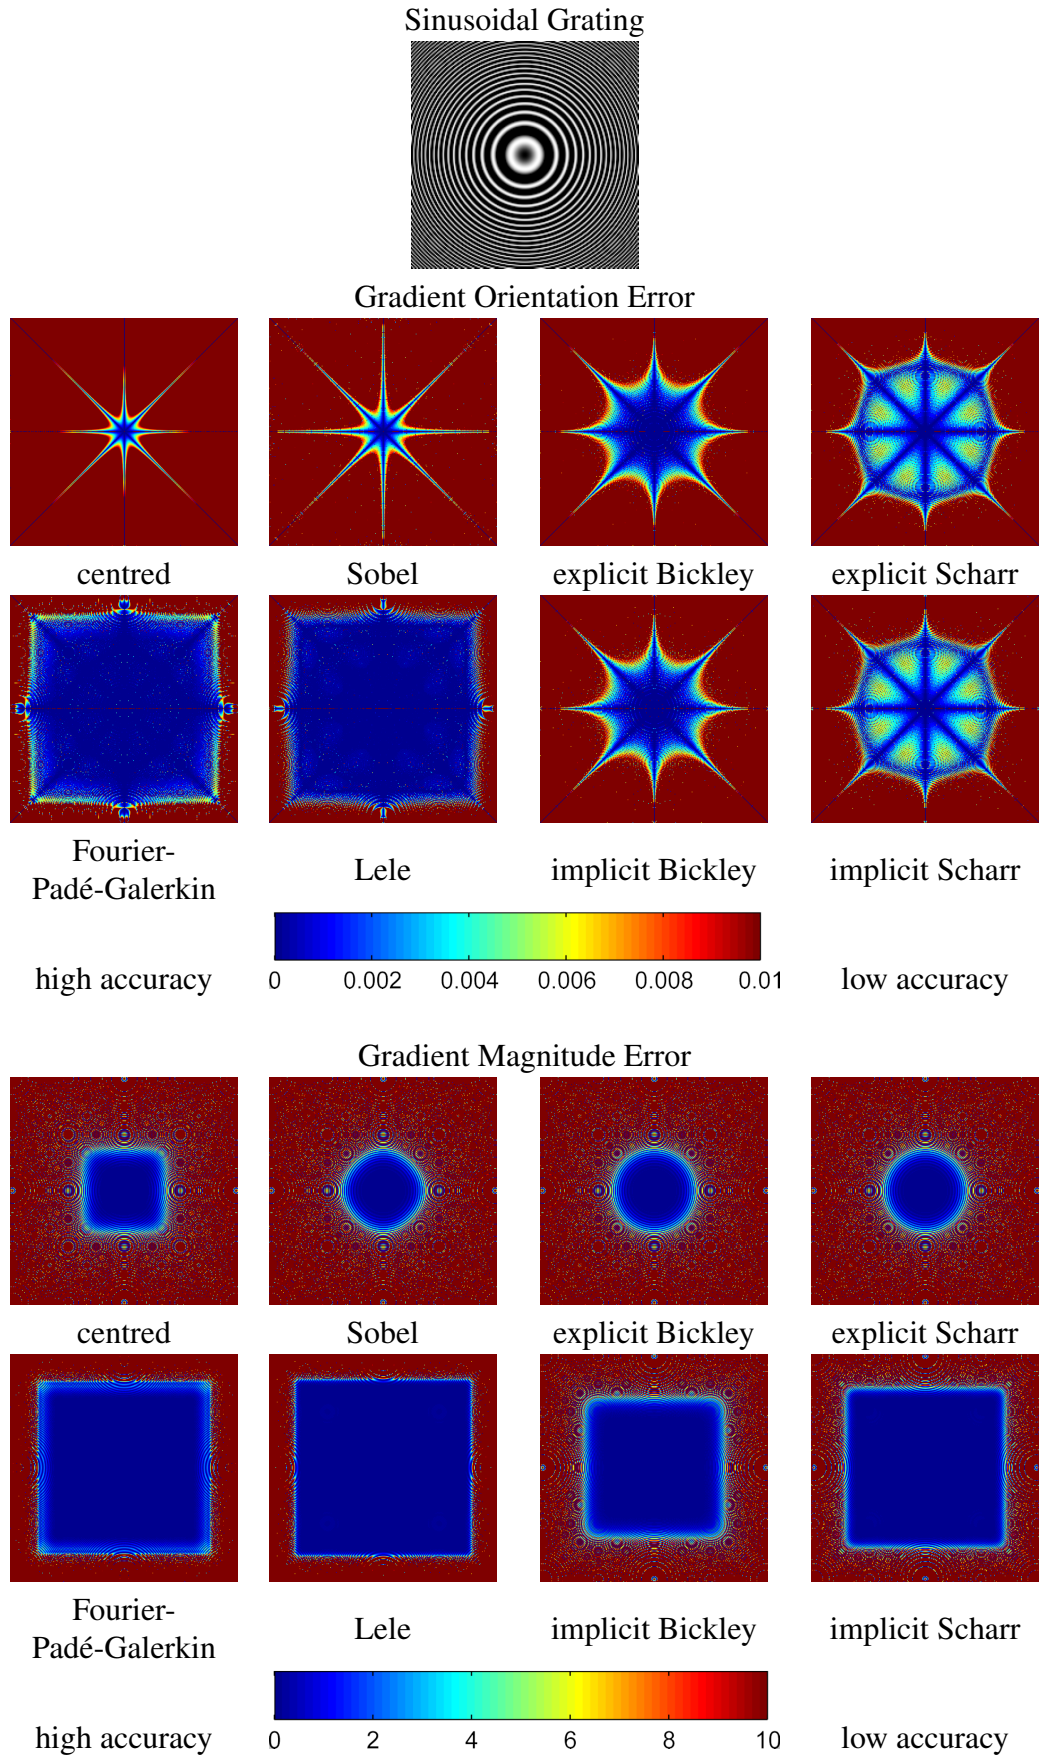 Sinusoidal Grating
Gradient Orientation Error
centred Sobel explicit Bickley explicit Scharr
Fourier-
Padé-Galerkin Lele implicit Bickley implicit Scharr
0 0.002 0.004 0.006 0.008 0.01
high accuracy low accuracy
Gradient Magnitude Error
centred Sobel explicit Bickley explicit Scharr
Fourier-
Padé-Galerkin Lele implicit Bickley implicit Scharr
0 2 4 6 8 10
high accuracy low accuracy